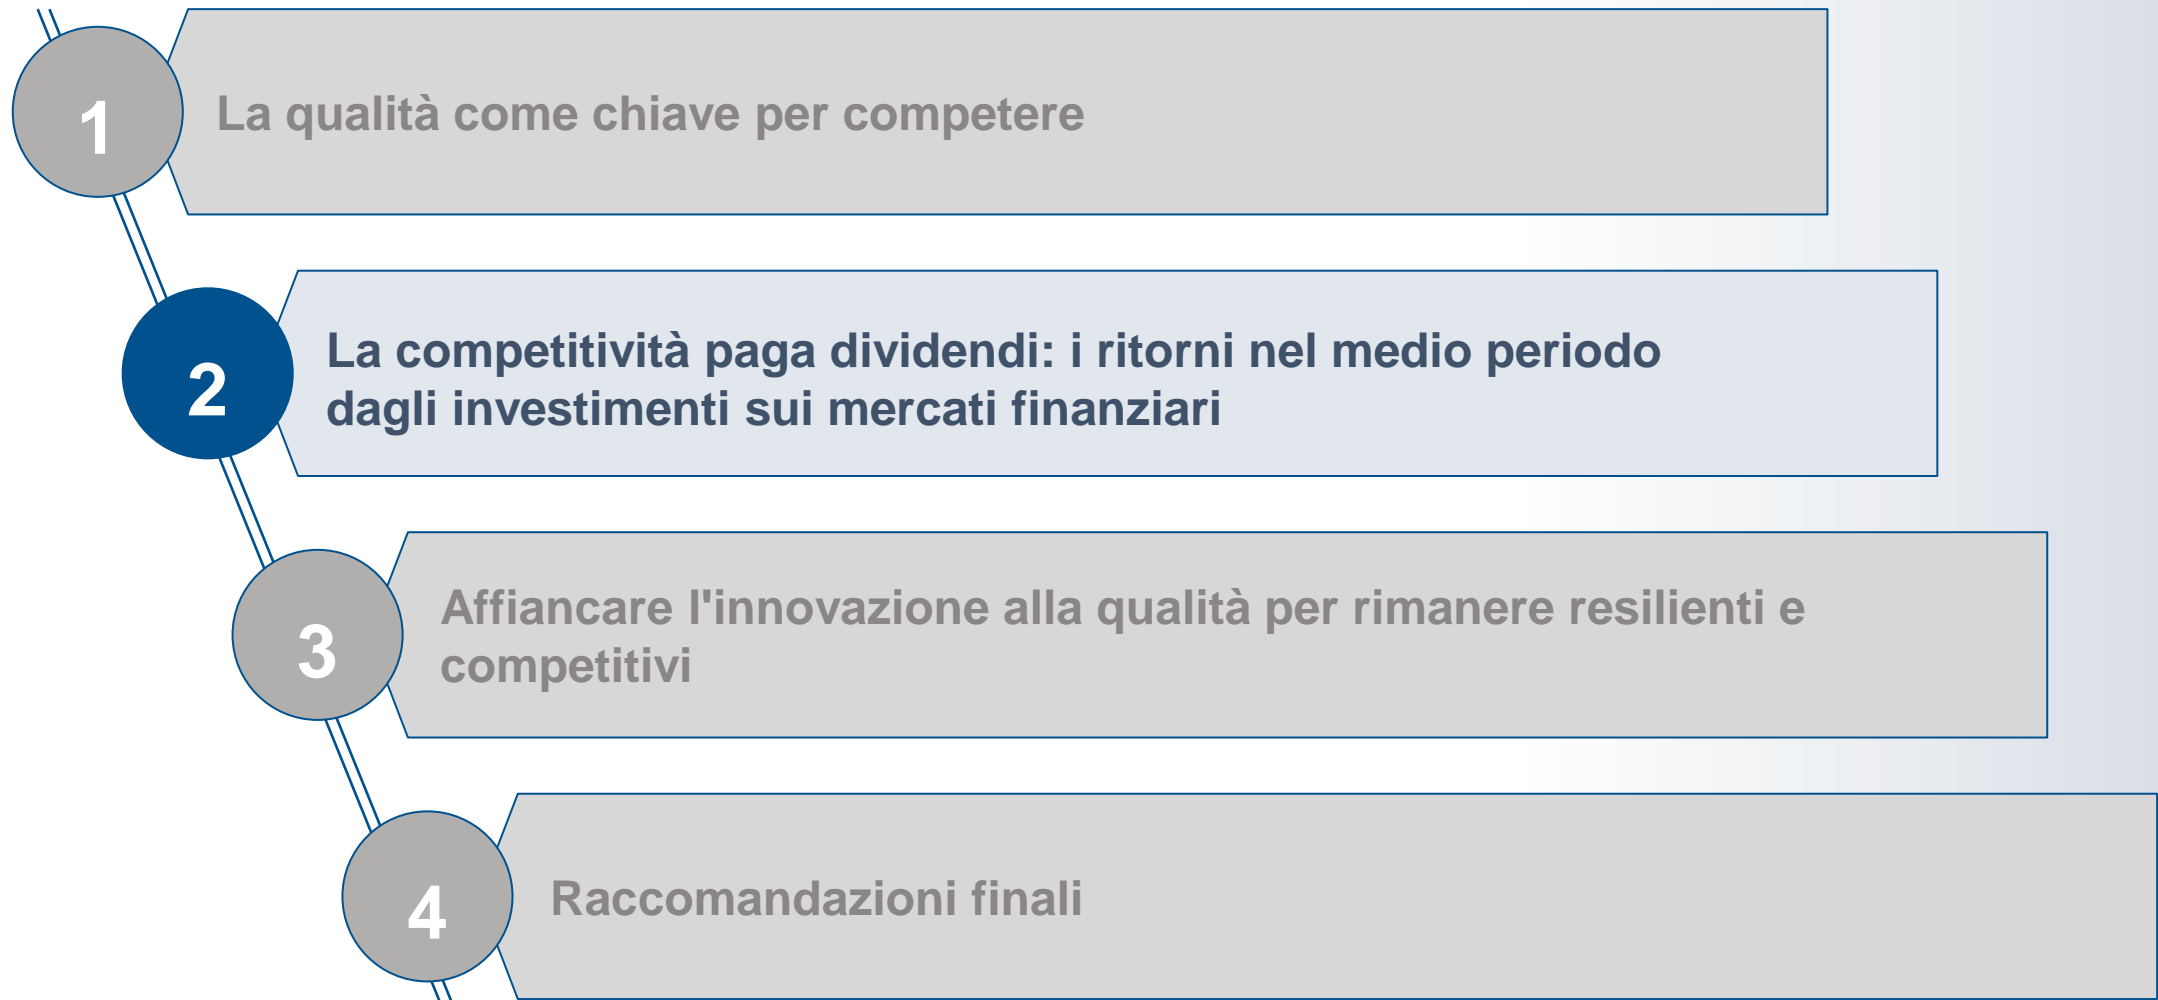 1
La qualità come chiave per competere
2
La competitività paga dividendi: i ritorni nel medio periodo
dagli investimenti sui mercati finanziari
3
Affiancare l'innovazione alla qualità per rimanere resilienti e
competitivi
4
Raccomandazioni finali